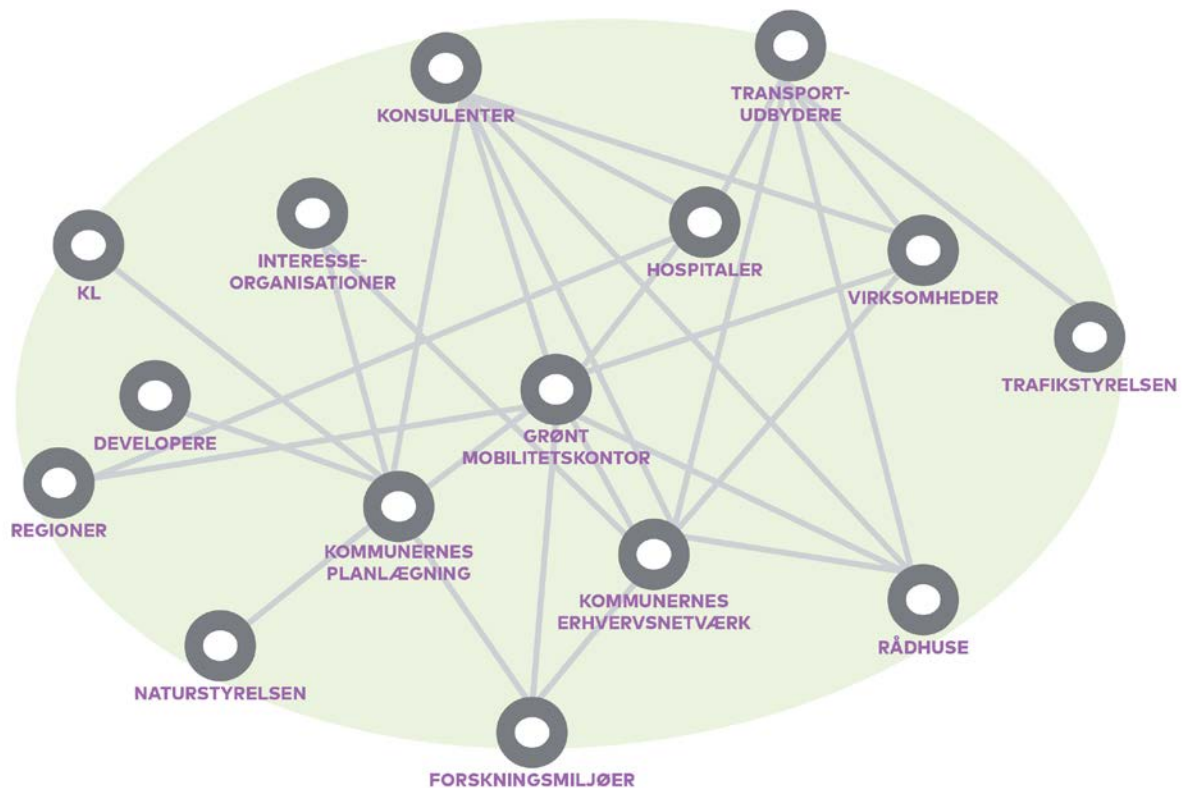 TRANSPORT-
UDBYDERE
KONSULENTER
INTERESSE-
ORGANISATIONER
HOSPITALER
KL
VIRKSOMHEDER
TRAFIKSTYRELSEN
DEVELOPERE
GRØNT
MOBILITETSKONTOR
REGIONER
KOMMUNERNES
PLANLÆGNING
KOMMUNERNES
ERHVERVSNETVÆRK
RÅDHUSE
NATURSTYRELSEN
FORSKNINGSMILJØER